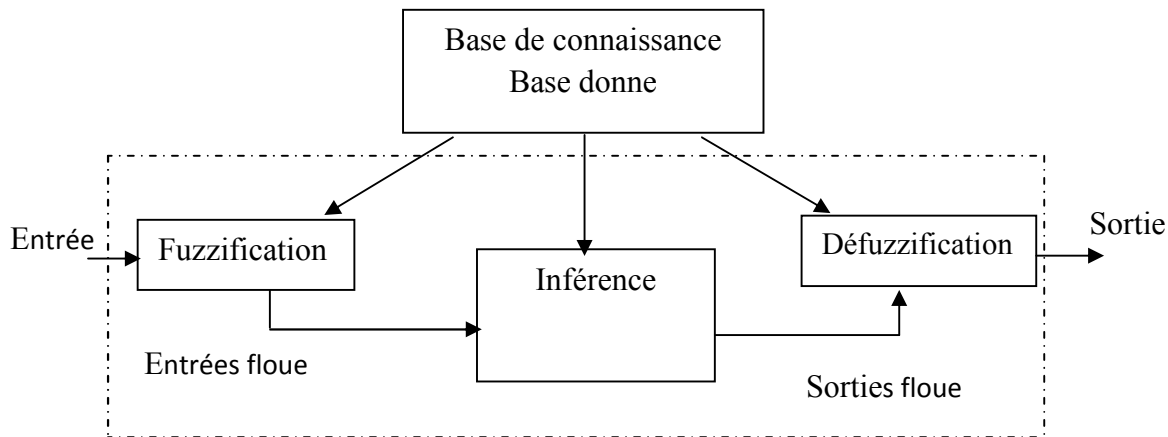 Base de connaissance
Base donne
Entrée
Fuzzification
Inférence
Défuzzification
Sortie
Entrées floue
Sorties floue